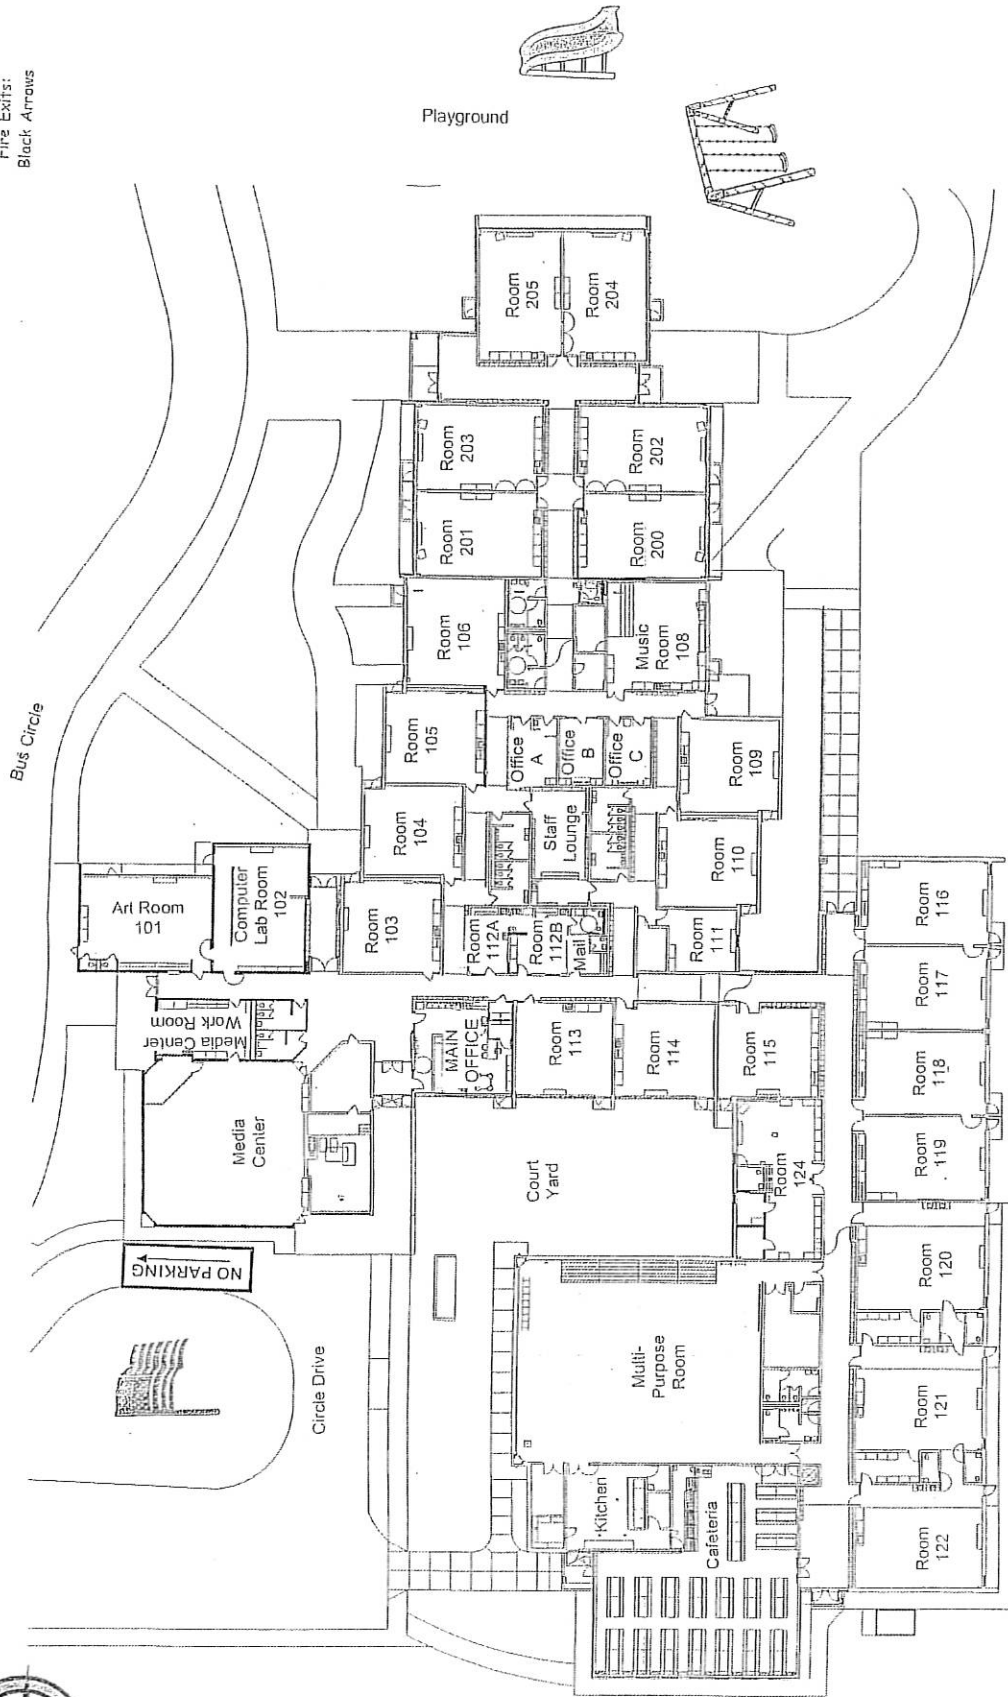 Fire Exits:
Black Arrows
Playground
Bus Circle
Room
205
Room
204
Room
203
Room
202
Room
201
Room
200
Room
106
Music
Room
108
Room
105
Office
A
Office
B
Office
C
Room
109
Room
104
Staff
Lounge
Room
110
Art Room
101
Computer
Lab Room
102
Room
103
Room
112A
Room
112B
Mail
Room
111
Room
116
Media Center
Work Room
MAIN
OFFICE
Room
113
Room
114
Room
115
Room
117
Room
118
Media
Center
Court
Yard
Room
124
Room
119
NO PARKING
Room
120
Circle Drive
Multi-
Purpose
Room
Room
121
Kitchen
Cafeteria
Room
122